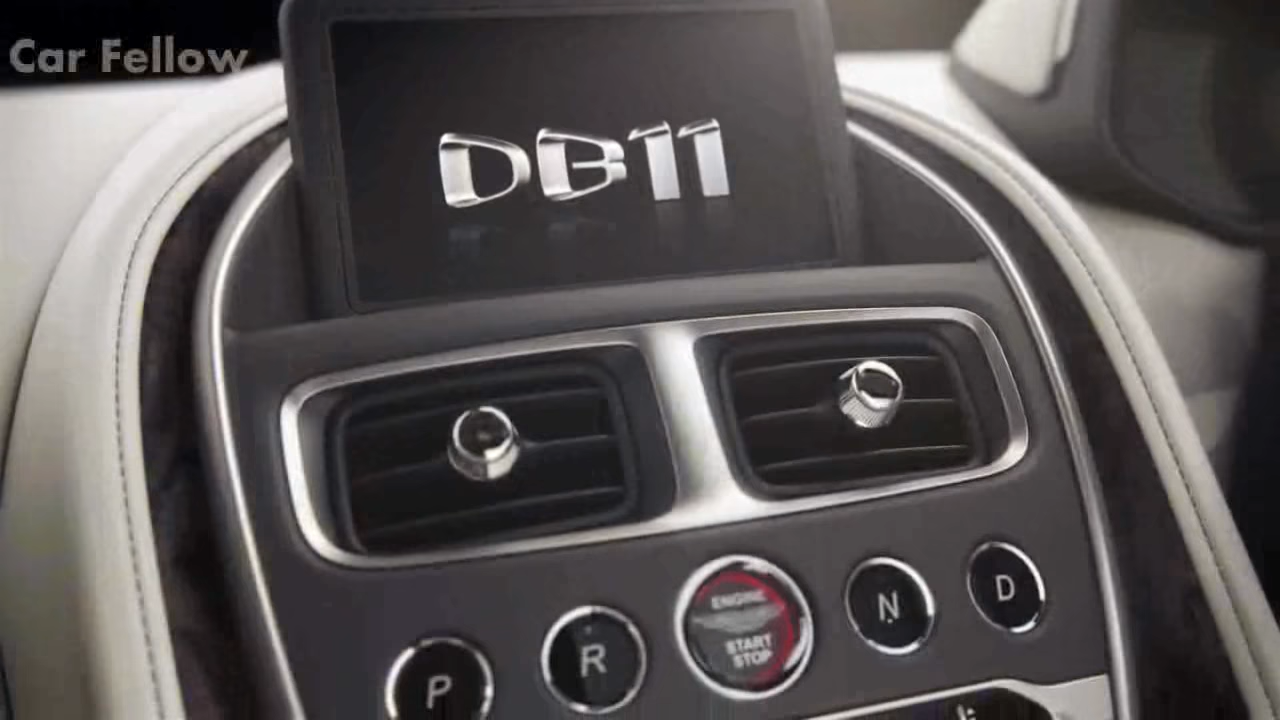 Car Fellow
DB11
ENGINE
START
STOP
P
R
N
D